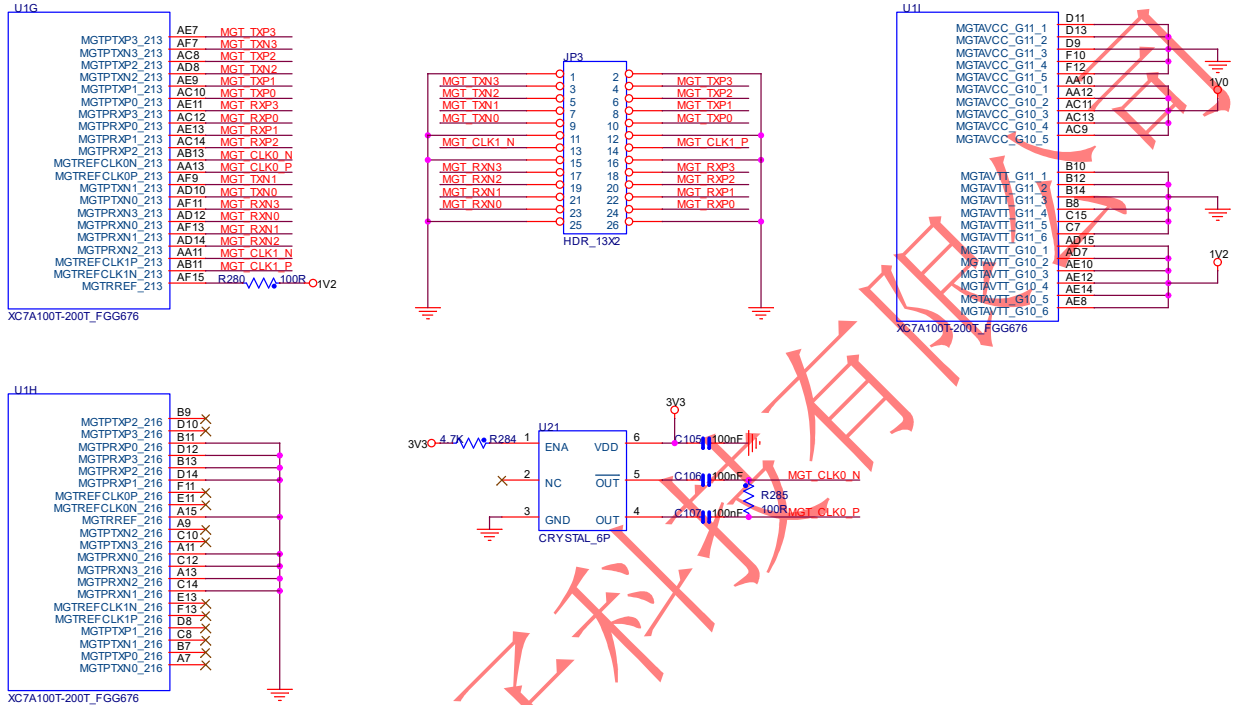 U1G
MGTPTXP3_213 AE7 MGT_TXP3
MGTPTXN3_213 AF7 MGT_TXN3
MGTPTXP2_213 AC8 MGT_TXP2
MGTPTXN2_213 AD8 MGT_TXN2
MGTPTXP1_213 AE9 MGT_TXP1
MGTPTXP0_213 AC10 MGT_TXP0
MGTPRXP3_213 AE11 MGT_RXP3
MGTPRXP0_213 AC12 MGT_RXP0
MGTPRXP1_213 AE13 MGT_RXP1
MGTPRXP2_213 AC14 MGT_RXP2
MGTREFCLK0N_213 AB13 MGT_CLK0_N
MGTREFCLK0P_213 AA13 MGT_CLK0_P
MGTPTXN1_213 AF9 MGT_TXN1
MGTPTXN0_213 AD10 MGT_TXN0
MGTPRXN3_213 AF11 MGT_RXN3
MGTPRXN0_213 AD12 MGT_RXN0
MGTPRXN1_213 AF13 MGT_RXN1
MGTPRXN2_213 AD14 MGT_RXN2
MGTREFCLK1P_213 AA11 MGT_CLK1_N
MGTREFCLK1N_213 AB11 MGT_CLK1_P
MGTRREF_213 AF15 R280 100R 1V2
XC7A100T-200T_FGG676
JP3
1 2
MGT_TXN3 3 4 MGT_TXP3
MGT_TXN2 5 6 MGT_TXP2
MGT_TXN1 7 8 MGT_TXP1
MGT_TXN0 9 10 MGT_TXP0
11 12
MGT_CLK1_N 13 14 MGT_CLK1_P
15 16
MGT_RXN3 17 18 MGT_RXP3
MGT_RXN2 19 20 MGT_RXP2
MGT_RXN1 21 22 MGT_RXP1
MGT_RXN0 23 24 MGT_RXP0
25 26
HDR_13X2
U1I
MGTAVCC_G11_1 D11
MGTAVCC_G11_2 D13
MGTAVCC_G11_3 D9
MGTAVCC_G11_4 F10
MGTAVCC_G11_5 F12
MGTAVCC_G10_1 AA10 1V0
MGTAVCC_G10_2 AA12
MGTAVCC_G10_3 AC11
MGTAVCC_G10_4 AC13
MGTAVCC_G10_5 AC9
MGTAVTT_G11_1 B10
MGTAVTT_G11_2 B12
MGTAVTT_G11_3 B14
MGTAVTT_G11_4 B8
MGTAVTT_G11_5 C15
MGTAVTT_G11_6 C7
MGTAVTT_G10_1 AD15 1V2
MGTAVTT_G10_2 AD7
MGTAVTT_G10_3 AE10
MGTAVTT_G10_4 AE12
MGTAVTT_G10_5 AE14
MGTAVTT_G10_6 AE8
XC7A100T-200T_FGG676
U1H
MGTPTXP2_216 B9
MGTPTXP3_216 D10
MGTPRXP0_216 B11
MGTPRXP3_216 D12
MGTPRXP2_216 B13
MGTPRXP1_216 D14
MGTREFCLK0P_216 F11
MGTREFCLK0N_216 E11
MGTRREF_216 A15
MGTPTXN2_216 A9
MGTPTXN3_216 C10
MGTPRXN0_216 A11
MGTPRXN3_216 C12
MGTPRXN2_216 A13
MGTPRXN1_216 C14
MGTREFCLK1N_216 E13
MGTREFCLK1P_216 F13
MGTPTXP1_216 D8
MGTPTXN1_216 C8
MGTPTXP0_216 B7
MGTPTXN0_216 A7
XC7A100T-200T_FGG676
3V3
U21
3V3 4.7K R284 1 ENA VDD 6 C105 100nF
2 NC OUT 5 C106 100nF MGT_CLK0_N
R285
100R
3 GND OUT 4 C107 100nF MGT_CLK0_P
CRYSTAL_6P
科技有限公司